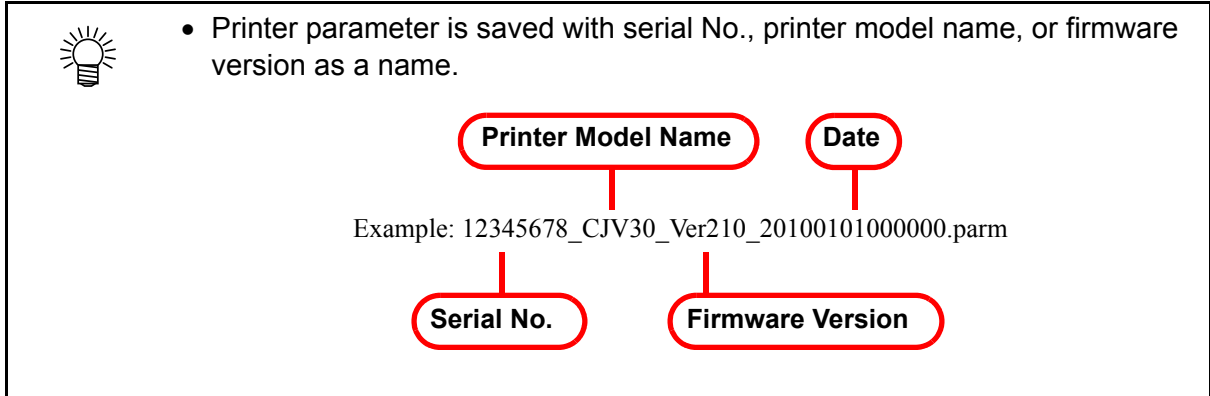 • Printer parameter is saved with serial No., printer model name, or firmware
version as a name.
Printer Model Name
Date
Example: 12345678_CJV30_Ver210_20100101000000.parm
Serial No.
Firmware Version